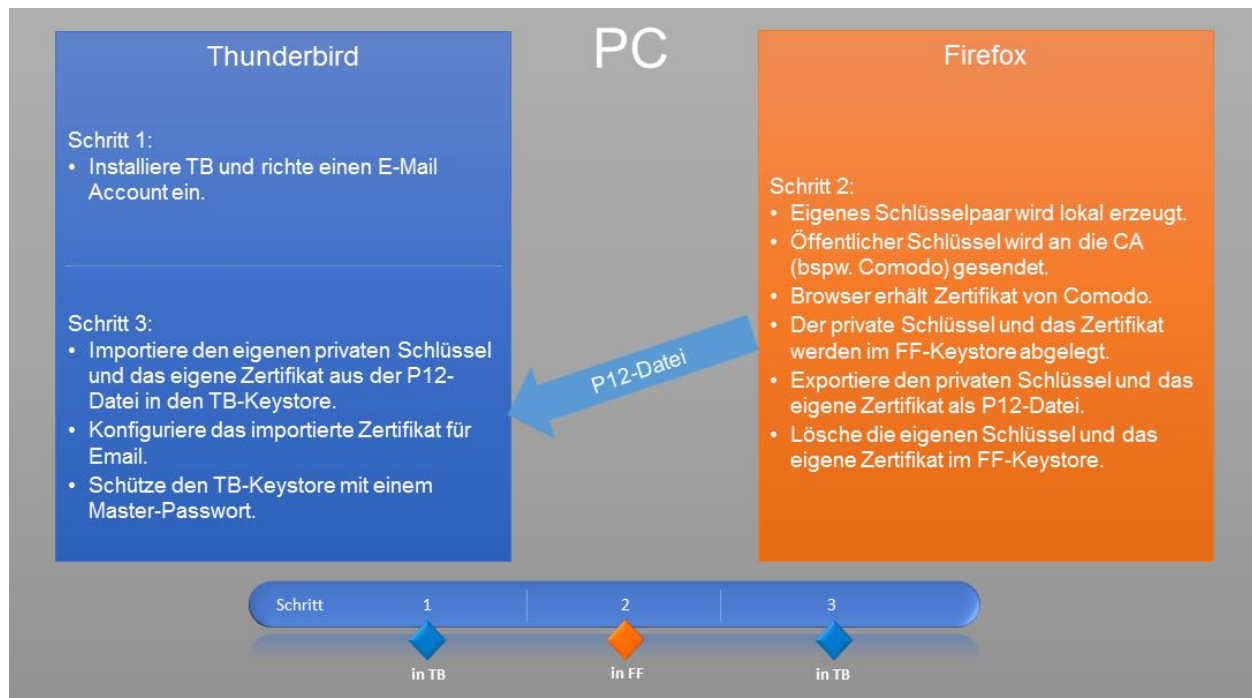 PC
Thunderbird
Schritt 1:
• Installiere TB und richte einen E-Mail
Account ein.
Schritt 3:
• Importiere den eigenen privaten Schlüssel
und das eigene Zertifikat aus der P12-
Datei in den TB-Keystore.
• Konfiguriere das importierte Zertifikat für
Email.
• Schütze den TB-Keystore mit einem
Master-Passwort.
P12-Datei
Firefox
Schritt 2:
• Eigenes Schlüsselpaar wird lokal erzeugt.
• Öffentlicher Schlüssel wird an die CA
(bspw. Comodo) gesendet.
• Browser erhält Zertifikat von Comodo.
• Der private Schlüssel und das Zertifikat
werden im FF-Keystore abgelegt.
• Exportiere den privaten Schlüssel und das
eigene Zertifikat als P12-Datei.
• Lösche die eigenen Schlüssel und das
eigene Zertifikat im FF-Keystore.
Schritt 1 2 3
in TB in FF in TB